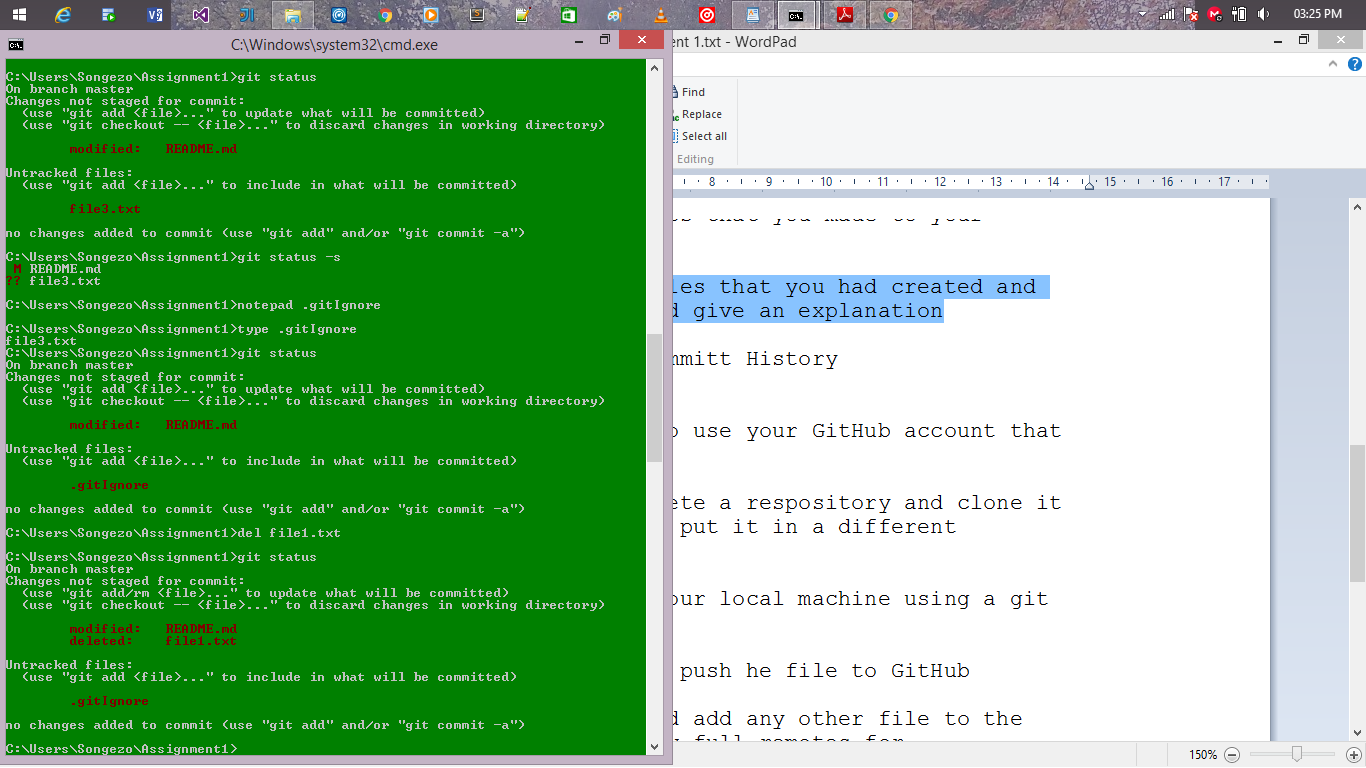 03:25 PM
C:\Windows\system32\cmd.exe
C:\Users\Songezo\Assignment1>git status
On branch master
Changes not staged for commit:
(use "git add <file>..." to update what will be committed)
(use "git checkout -- <file>..." to discard changes in working directory)
modified: README.md
Untracked files:
(use "git add <file>..." to include in what will be committed)
file3.txt
no changes added to commit (use "git add" and/or "git commit -a")
C:\Users\Songezo\Assignment1>git status -s
M README.md
?? file3.txt
C:\Users\Songezo\Assignment1>notepad .gitIgnore
C:\Users\Songezo\Assignment1>type .gitIgnore
file3.txt
C:\Users\Songezo\Assignment1>git status
On branch master
Changes not staged for commit:
(use "git add <file>..." to update what will be committed)
(use "git checkout -- <file>..." to discard changes in working directory)
modified: README.md
Untracked files:
(use "git add <file>..." to include in what will be committed)
.gitIgnore
no changes added to commit (use "git add" and/or "git commit -a")
C:\Users\Songezo\Assignment1>del file1.txt
C:\Users\Songezo\Assignment1>git status
On branch master
Changes not staged for commit:
(use "git add/rm <file>..." to update what will be committed)
(use "git checkout -- <file>..." to discard changes in working directory)
modified: README.md
deleted: file1.txt
Untracked files:
(use "git add <file>..." to include in what will be committed)
.gitIgnore
no changes added to commit (use "git add" and/or "git commit -a")
C:\Users\Songezo\Assignment1>
ent 1.txt - WordPad
Find
Replace
Select all
Editing
8 9 10 11 12 13 14 15 16 17
that you made to your
les that you had created and
d give an explanation
mmitt History
o use your GitHub account that
ete a respository and clone it
put it in a different
our local machine using a git
push he file to GitHub
d add any other file to the
full remotes for
150%